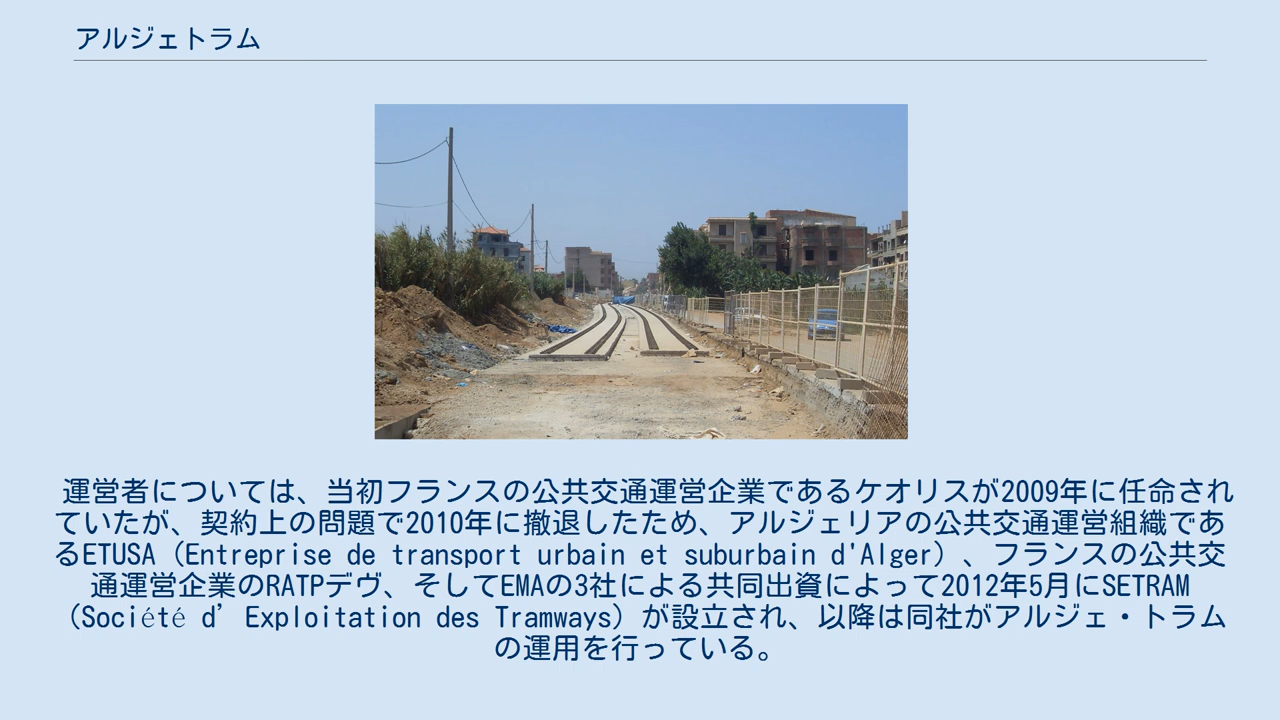 アルジェトラム
運営者については、当初フランスの公共交通運営企業であるケオリスが2009年に任命され
ていたが、契約上の問題で2010年に撤退したため、アルジェリアの公共交通運営組織であ
るETUSA（Entreprise de transport urbain et suburbain d'Alger）、フランスの公共交
通運営企業のRATPデヴ、そしてEMAの3社による共同出資によって2012年5月にSETRAM
（Société d’Exploitation des Tramways）が設立され、以降は同社がアルジェ・トラム
の運用を行っている。